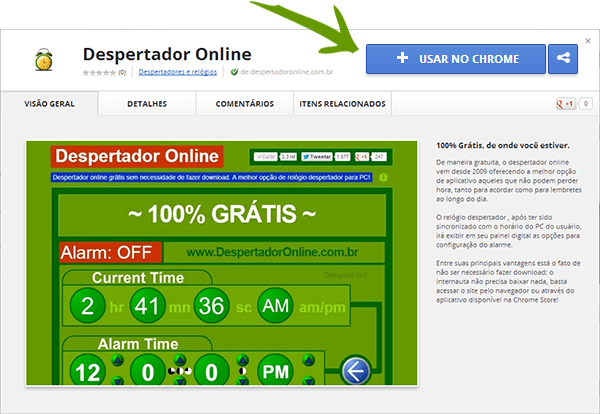 Despertador Online
+ USAR NO CHROME
(0) Despertadores e relógios de despertadoronline.com.br
VISÃO GERAL DETALHES COMENTÁRIOS ITENS RELACIONADOS
+1 0
Despertador Online
Curtir 3,3 mil Tweetar 1 077 +1 247
Despertador online grátis sem necessidade de fazer download. A melhor opção de relógio despertador para PC!
~ 100% GRÁTIS ~
Alarm: OFF www.DespertadorOnline.com.br
Current Time
2 hr 41 mn 36 sc AM am/pm
Alarm Time
12 0 0 PM
100% Grátis, de onde você estiver.
De maneira gratuita, o despertador online
vem desde 2009 oferecendo a melhor opção
de aplicativo aqueles que não podem perder
hora, tanto para acordar como para lembretes
ao longo do dia.
O relógio despertador , após ter sido
sincronizado com o horário do PC do usuário,
irá exibir em seu painel digital as opções para
configuração do alarme.
Entre suas principais vantagens está o fato de
não ser necessário fazer download: o
internauta não precisa baixar nada, basta
acessar o site pelo navegador ou através do
aplicativo disponível na Chrome Store!